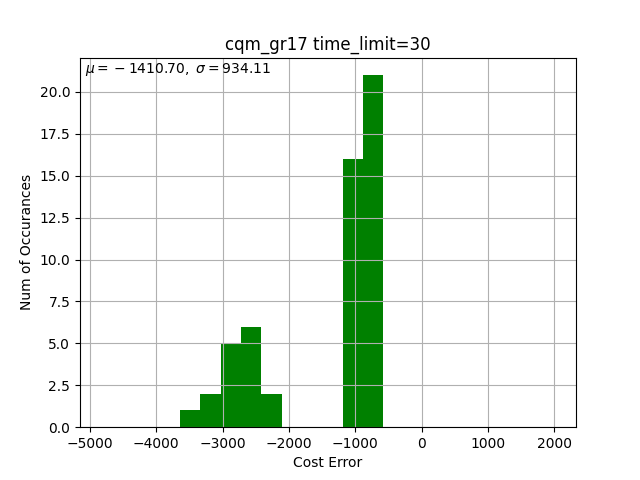 cqm_gr17 time_limit=30
μ = −1410.70, σ = 934.11
20.0
17.5
15.0
12.5
10.0
7.5
5.0
2.5
0.0
Num of Occurances
−5000 −4000 −3000 −2000 −1000 0 1000 2000
Cost Error